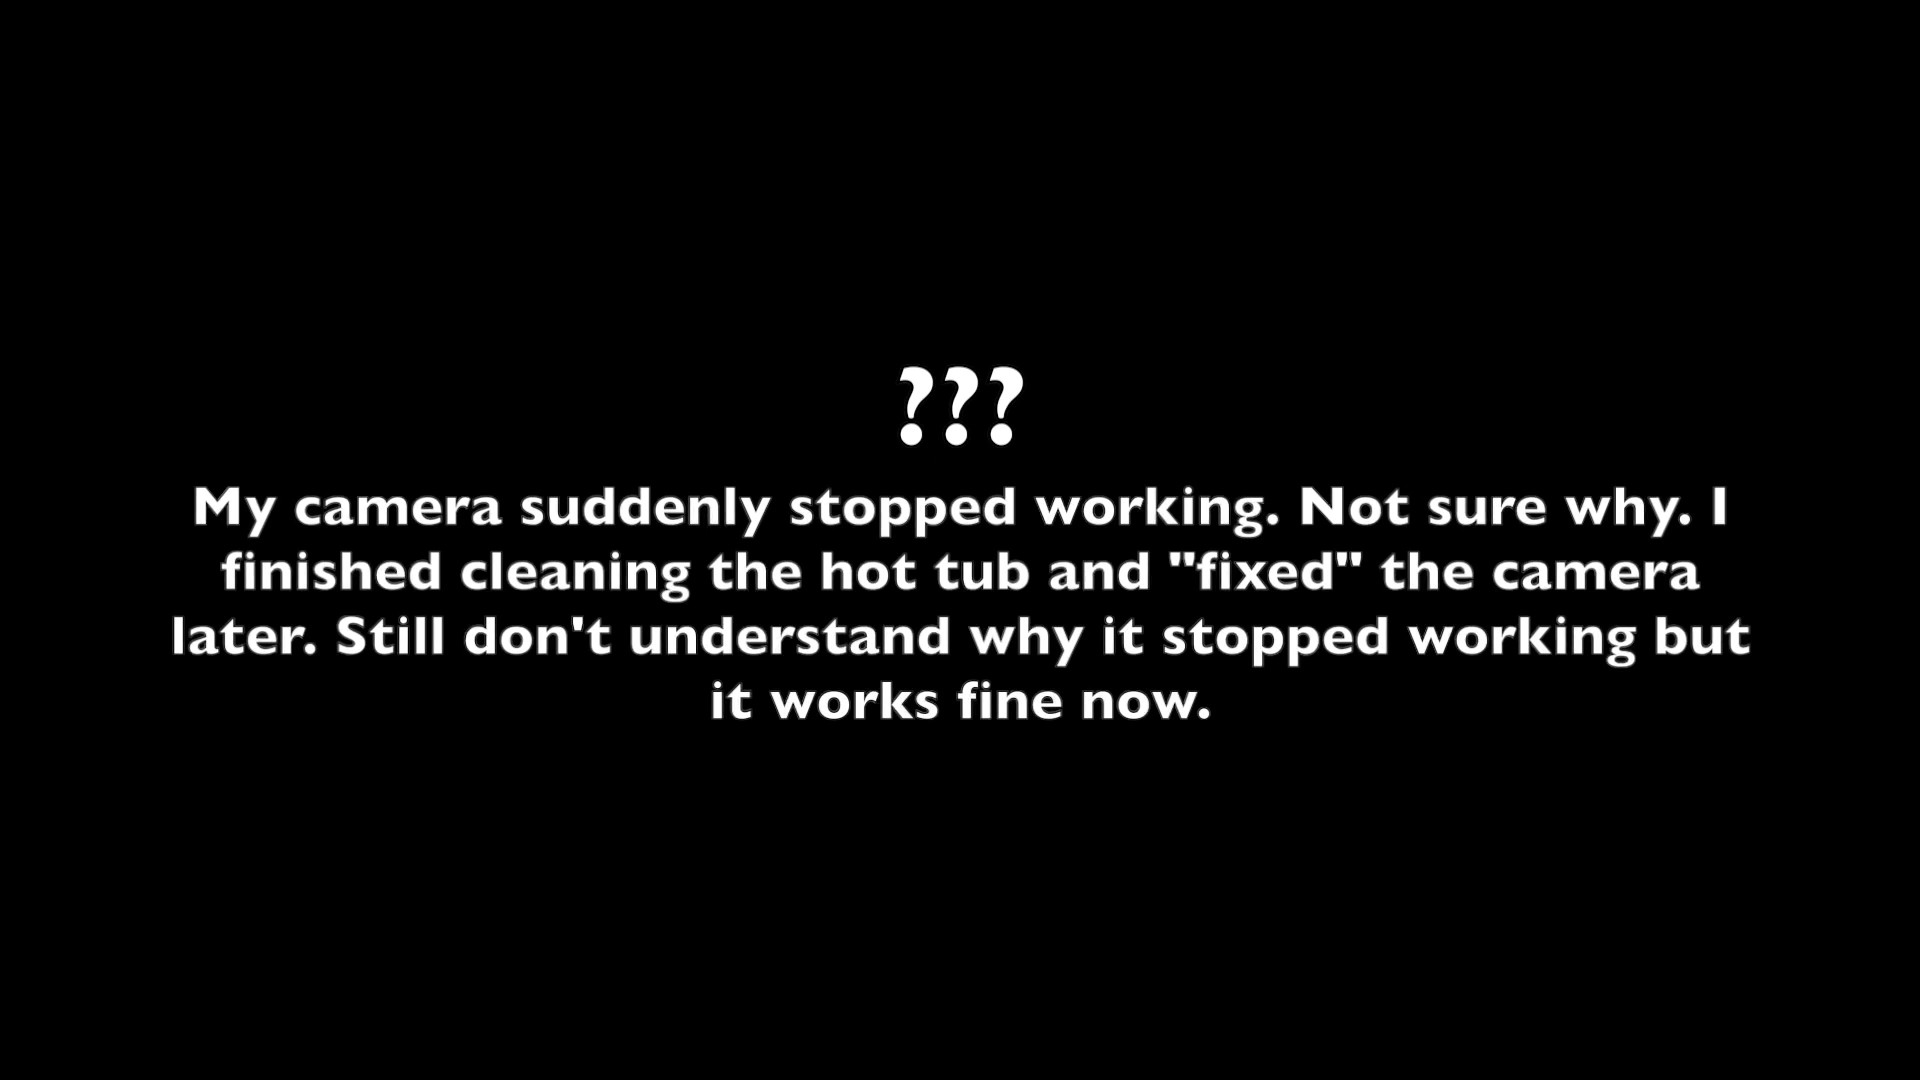 ???
My camera suddenly stopped working. Not sure why. I
finished cleaning the hot tub and "fixed" the camera
later. Still don't understand why it stopped working but
it works fine now.